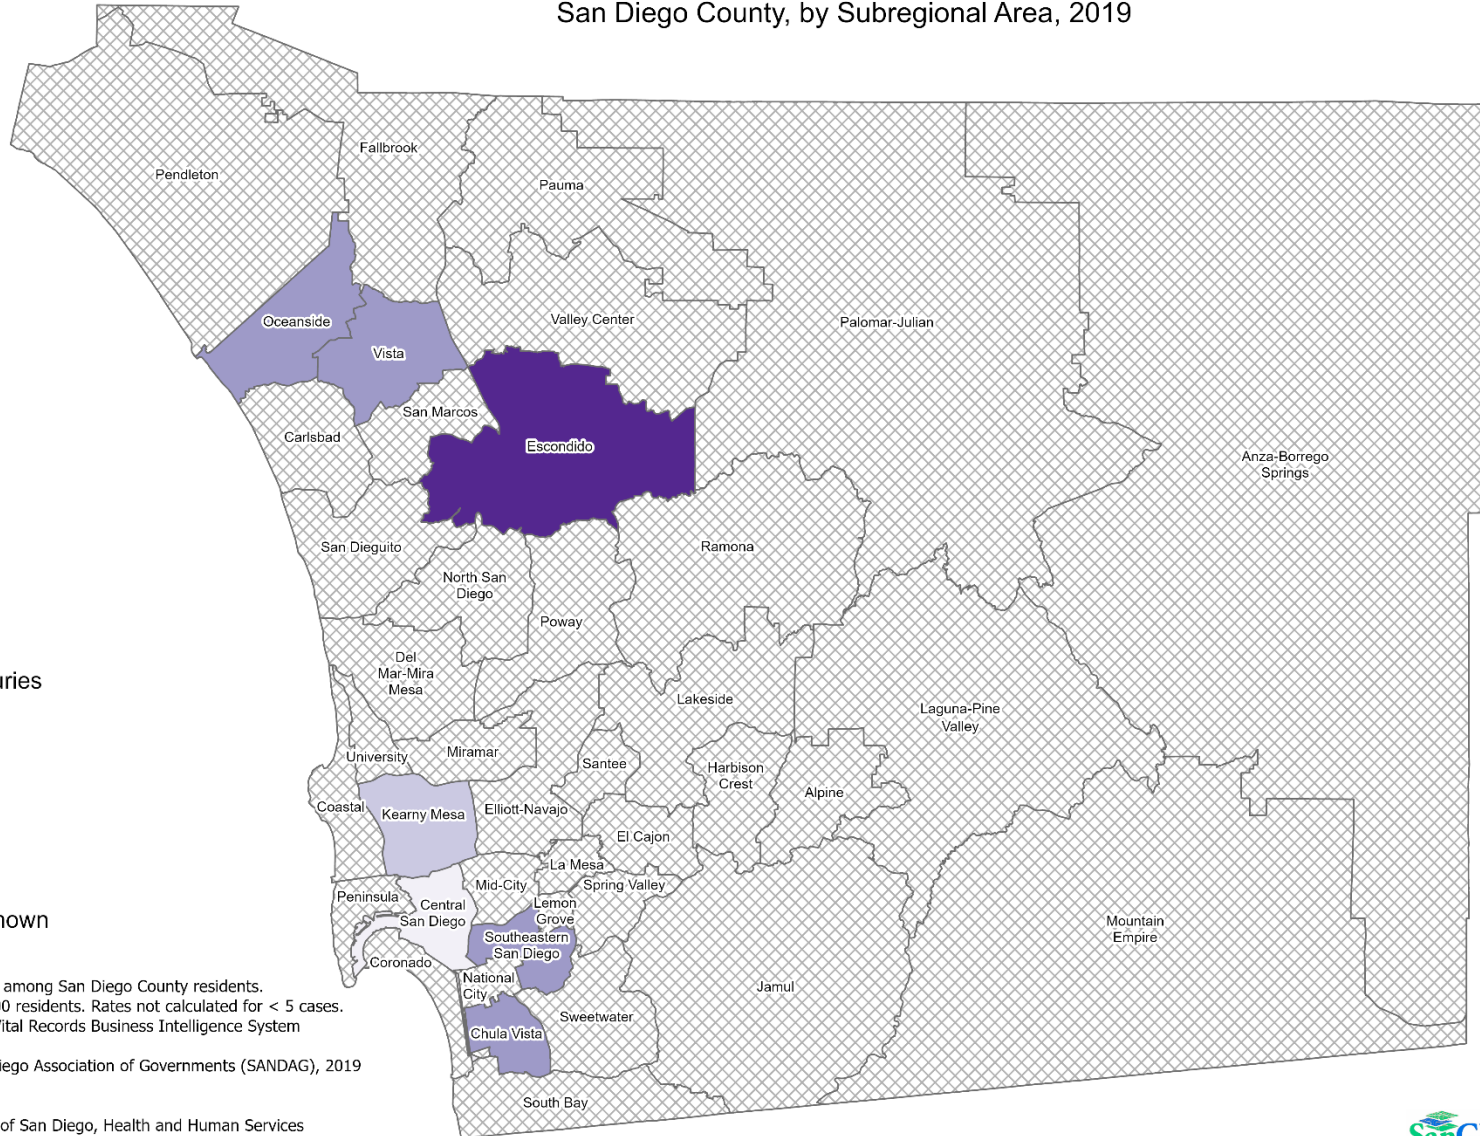 San Diego County, by Subregional Area, 2019
Fallbrook
Pendleton
Pauma
Oceanside
Valley Center
Palomar-Julian
Vista
San Marcos
Carlsbad
Escondido
Anza-Borrego
Springs
San Dieguito
Ramona
North San
Diego
Poway
Del
Mar-Mira
Mesa
uries
Lakeside
Laguna-Pine
Valley
University
Miramar
Santee
Harbison
Crest
Alpine
Coastal
Kearny Mesa
Elliott-Navajo
El Cajon
La Mesa
Mid-City
Spring Valley
Peninsula
Central
San Diego
Lemon
Grove
hown
Mountain
Empire
Southeastern
San Diego
Coronado
National
City
Jamul
among San Diego County residents.
00 residents. Rates not calculated for < 5 cases.
Vital Records Business Intelligence System
Sweetwater
Chula Vista
iego Association of Governments (SANDAG), 2019
South Bay
of San Diego, Health and Human Services